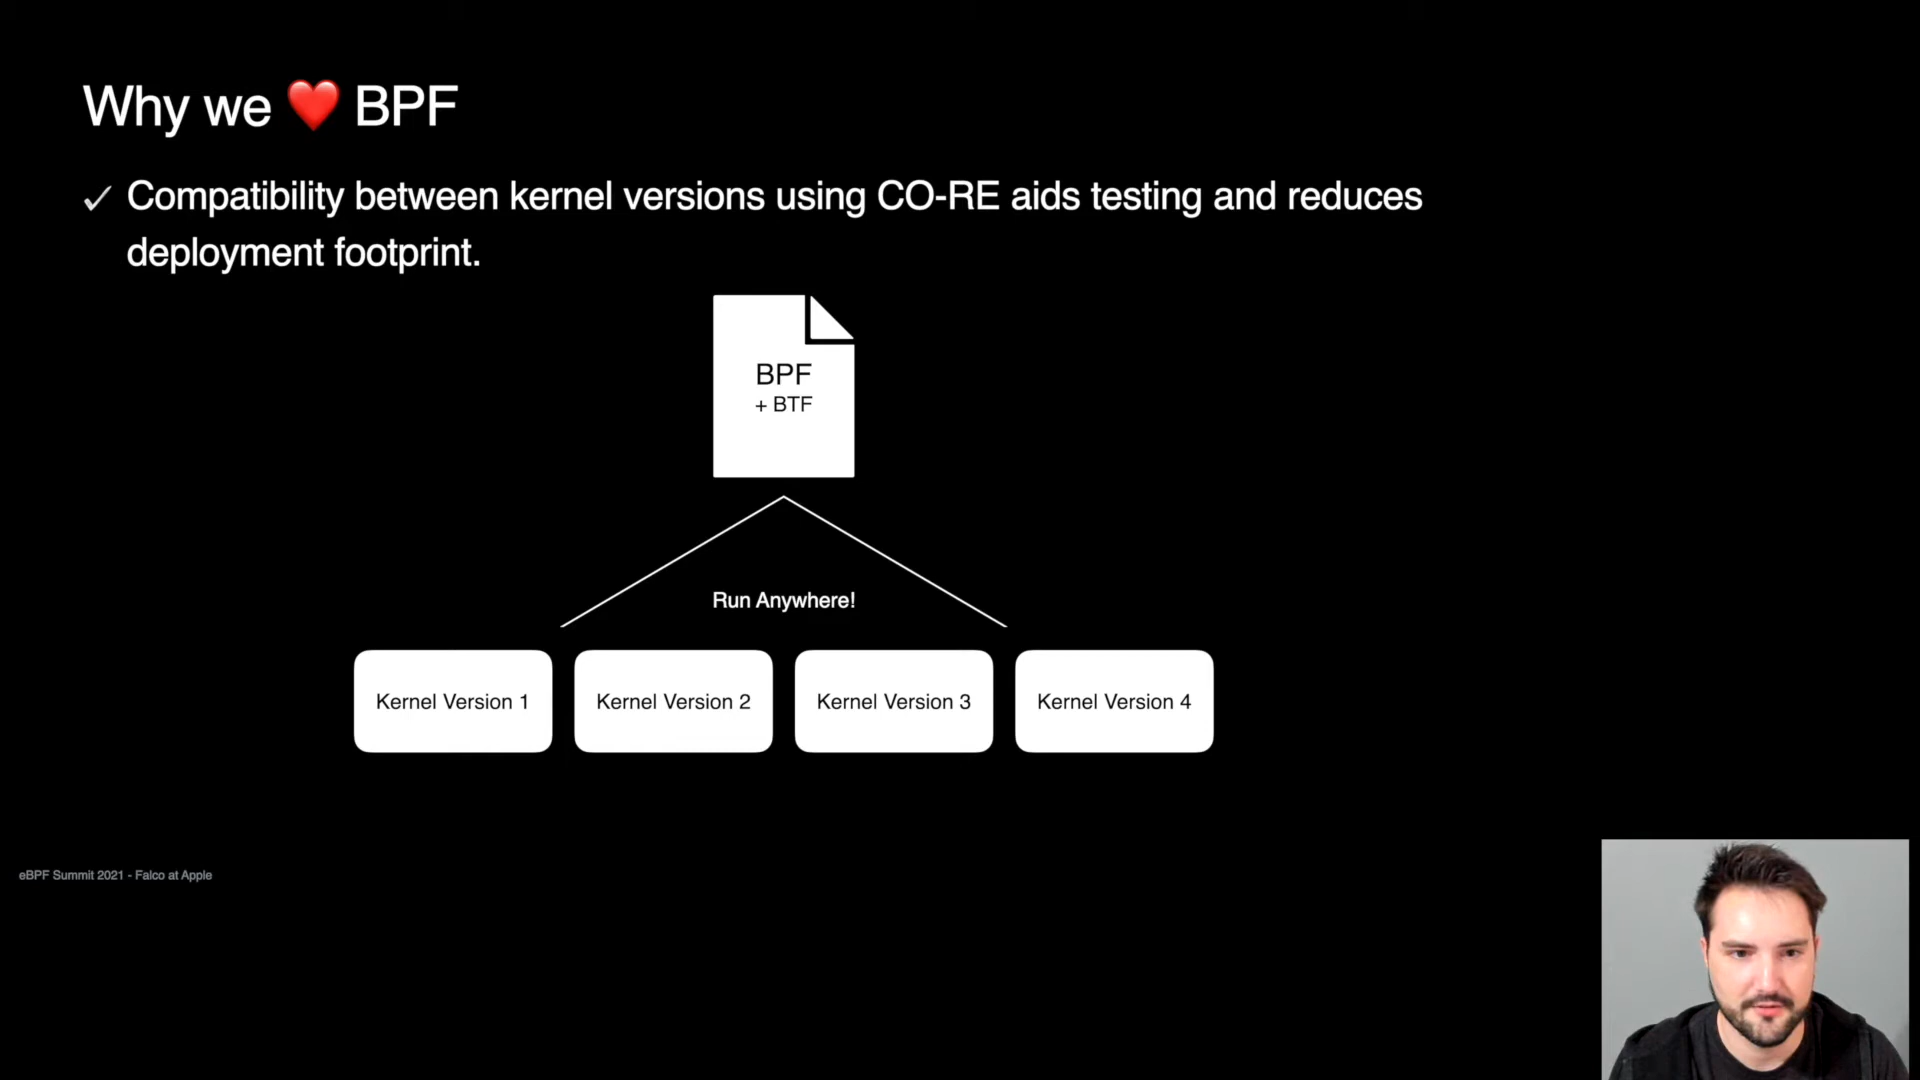 Why we ❤️ BPF
✓ Compatibility between kernel versions using CO-RE aids testing and reduces
deployment footprint.
BPF
+ BTF
Run Anywhere!
Kernel Version 1
Kernel Version 2
Kernel Version 3
Kernel Version 4
eBPF Summit 2021 - Falco at Apple